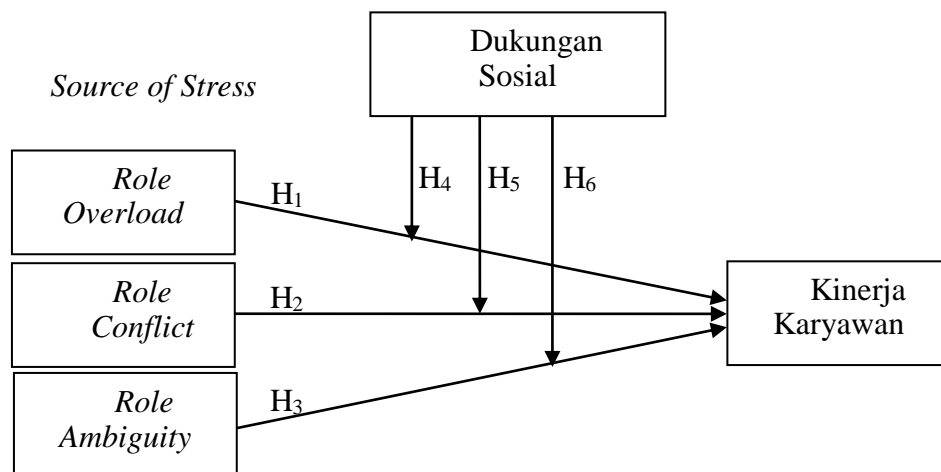 Dukungan
Sosial
Source of Stress
Role
Overload
H₁
H₄
H₅
H₆
Role
Conflict
H₂
Kinerja
Karyawan
Role
Ambiguity
H₃